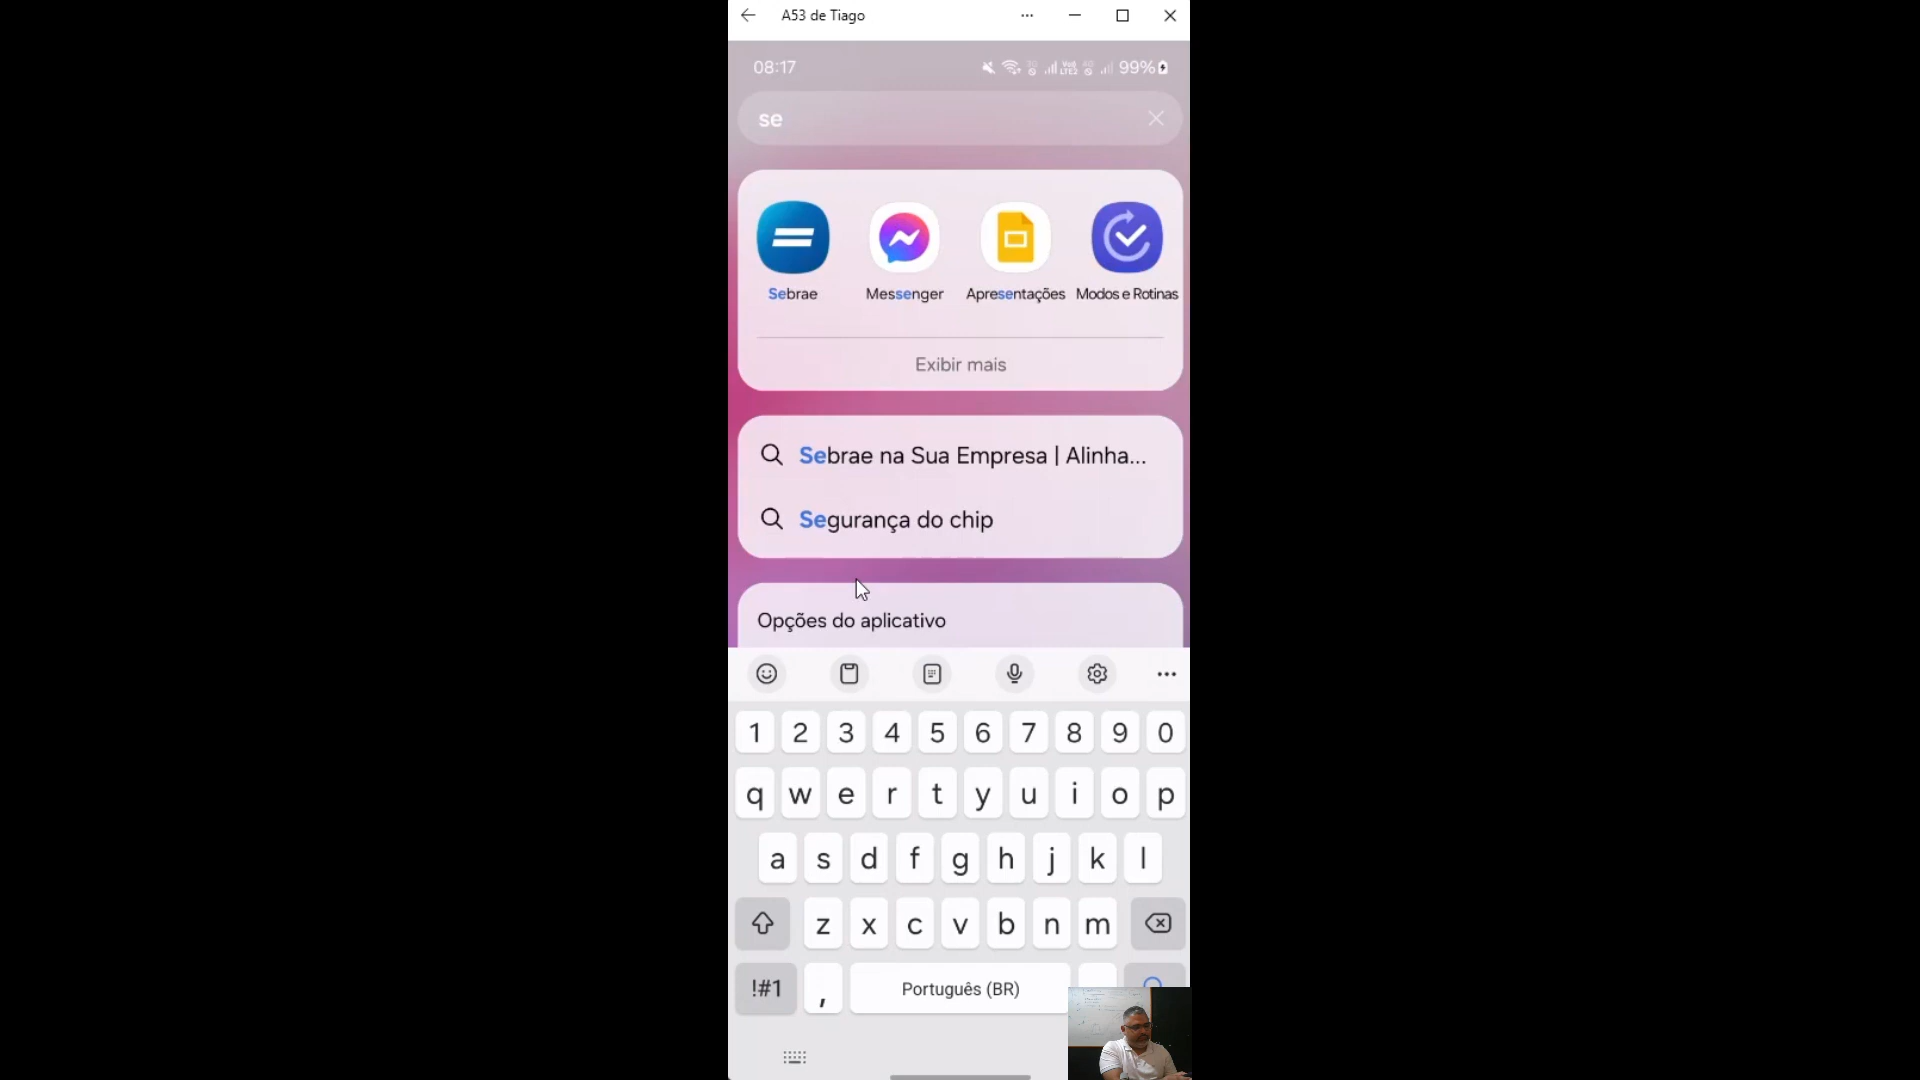 A53 de Tiago
08:17
99%
se
Sebrae
Messenger
Apresentações
Modos e Rotinas
Exibir mais
Sebrae na Sua Empresa | Alinha...
Segurança do chip
Opções do aplicativo
1 2 3 4 5 6 7 8 9 0
q w e r t y u i o p
a s d f g h j k l
z x c v b n m
!#1 , Português (BR)